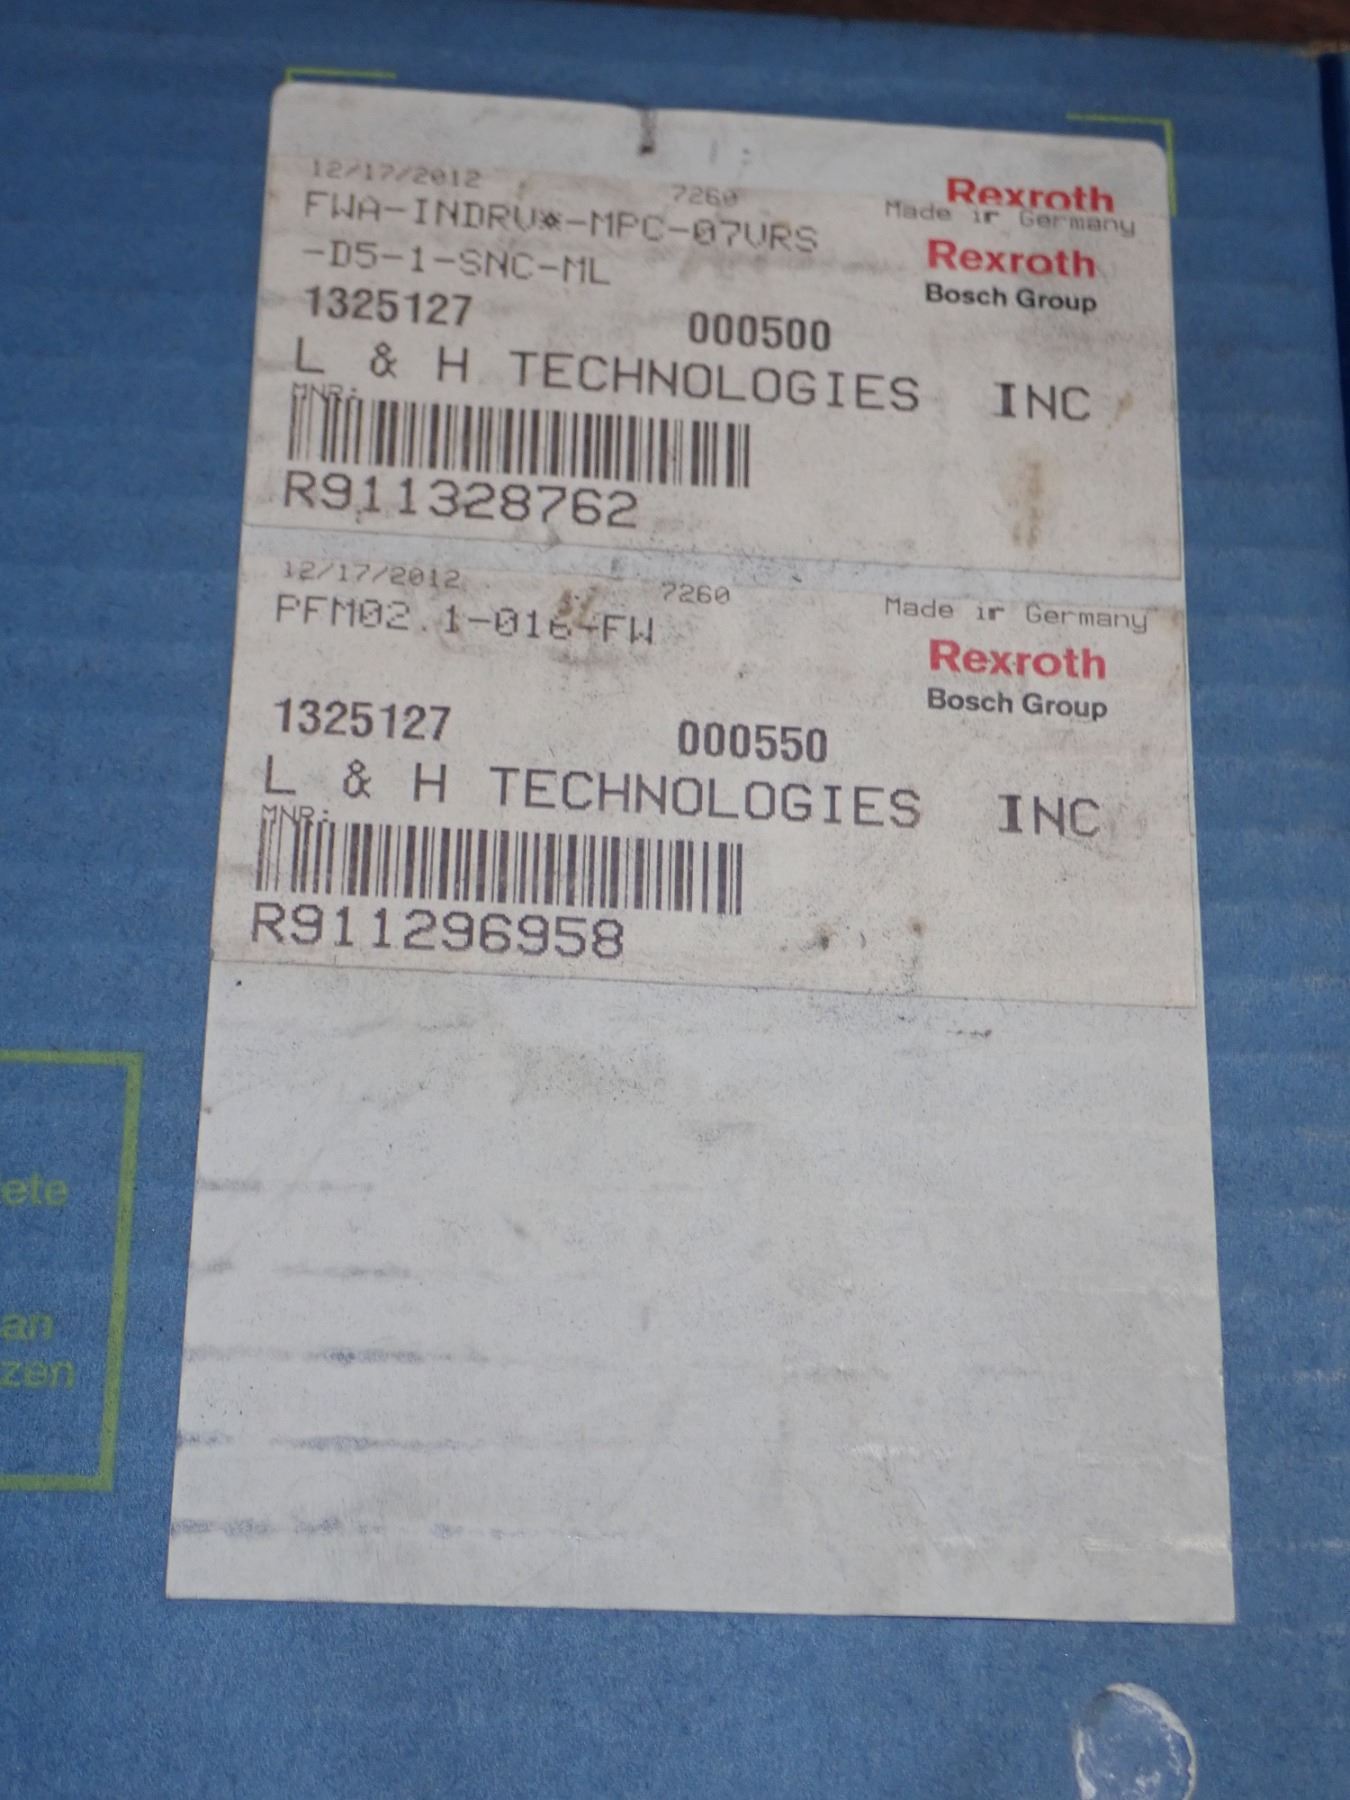 Rexroth
12/17/2012 7260 Made in Germany
FWA-INDRV*-MPC-07VRS
-D5-1-SNC-ML
Rexroth
Bosch Group
1325127 000500
L & H TECHNOLOGIES INC
MNR:
R911328762
12/17/2012 7260 Made in Germany
PFM02.1-016-FW
Rexroth
Bosch Group
1325127 000550
L & H TECHNOLOGIES INC
MNR:
R911296958
ete
an
zen